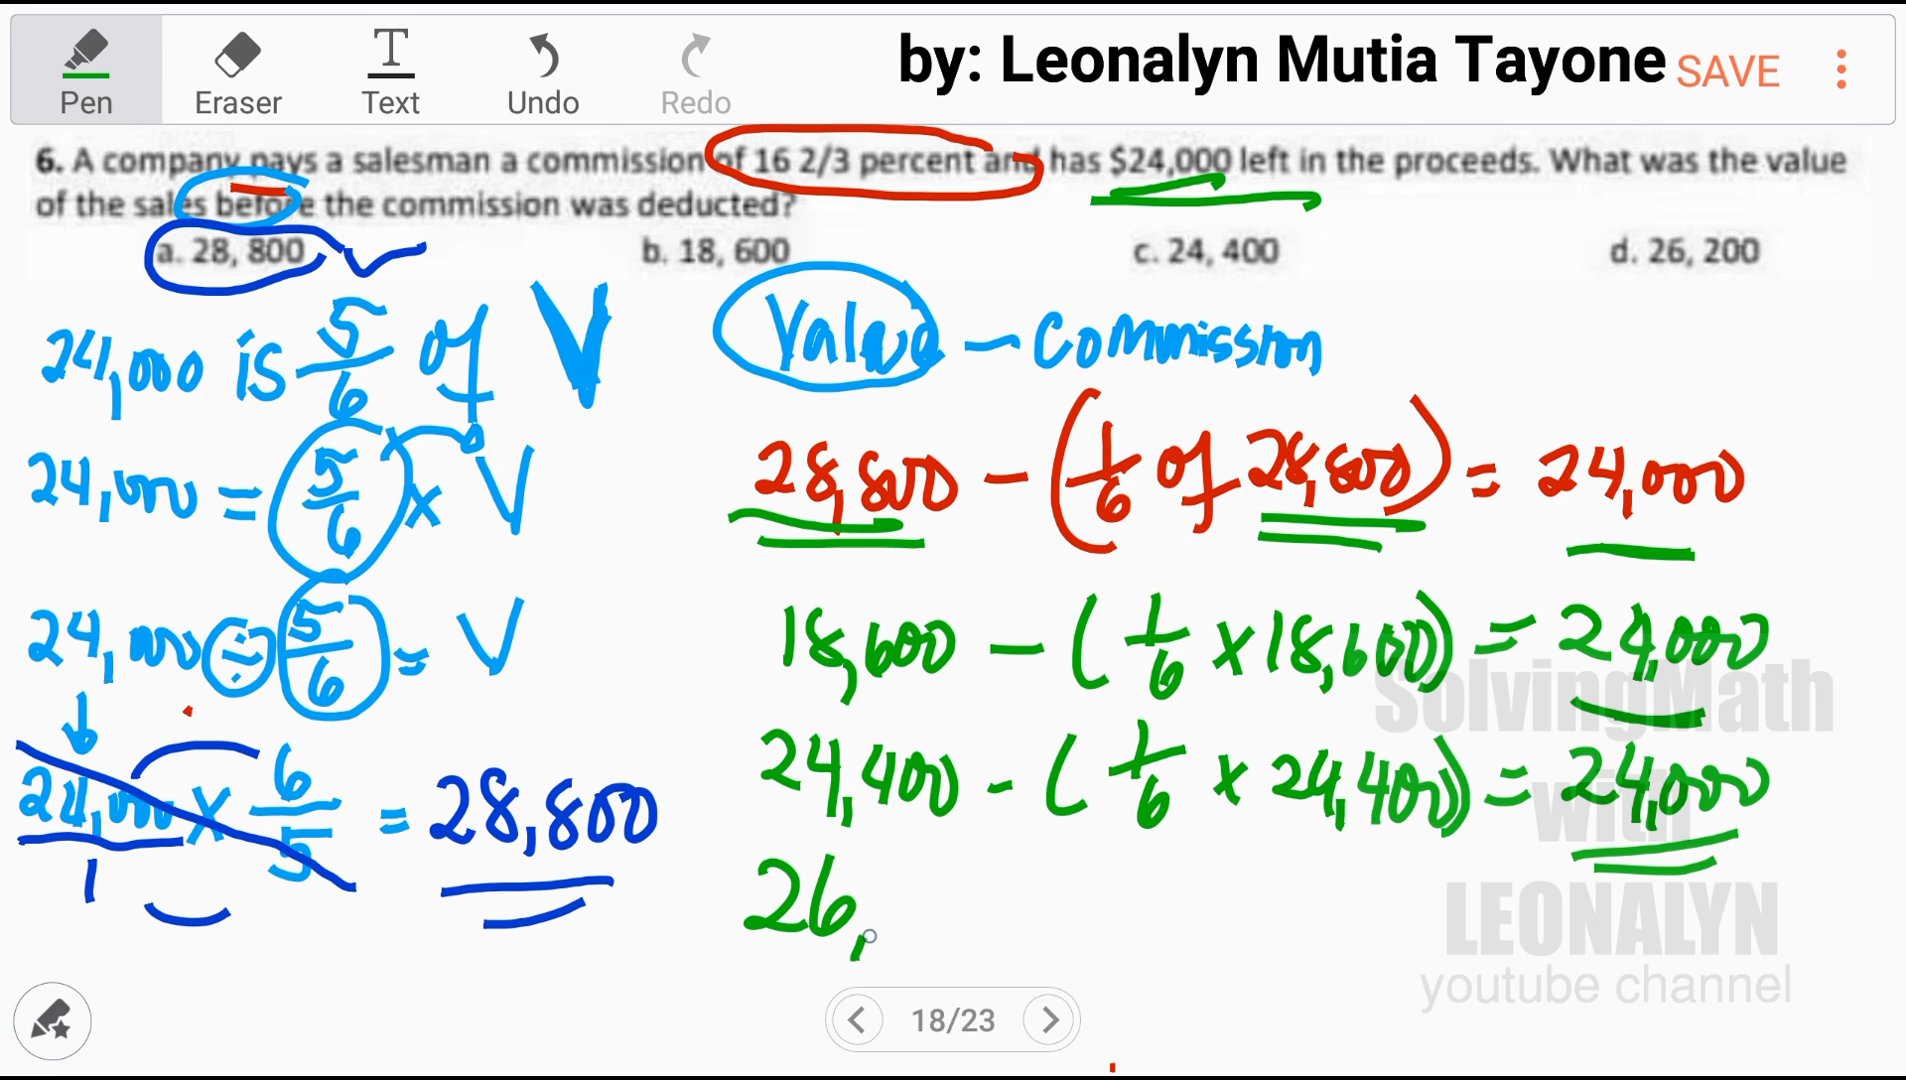 Pen Eraser Text Undo Redo by: Leonalyn Mutia Tayone SAVE
6. A company pays a salesman a commission of 16 2/3 percent and has $24,000 left in the proceeds. What was the value
of the sales before the commission was deducted?
a. 28, 800 b. 18, 600 c. 24, 400 d. 26, 200
24,000 is 5/6 of V
24,000 = 5/6 x V
24,000 ÷ 5/6 = V
24,000/1 x 6/5 = 28,800
Value - Commission
28,800 - (1/6 of 28,800) = 24,000
18,600 - (1/6 x 18,600) = 24,000
24,400 - (1/6 x 24,400) = 24,000
26,
SolvingMath
with
LEONALYN
youtube channel
18/23